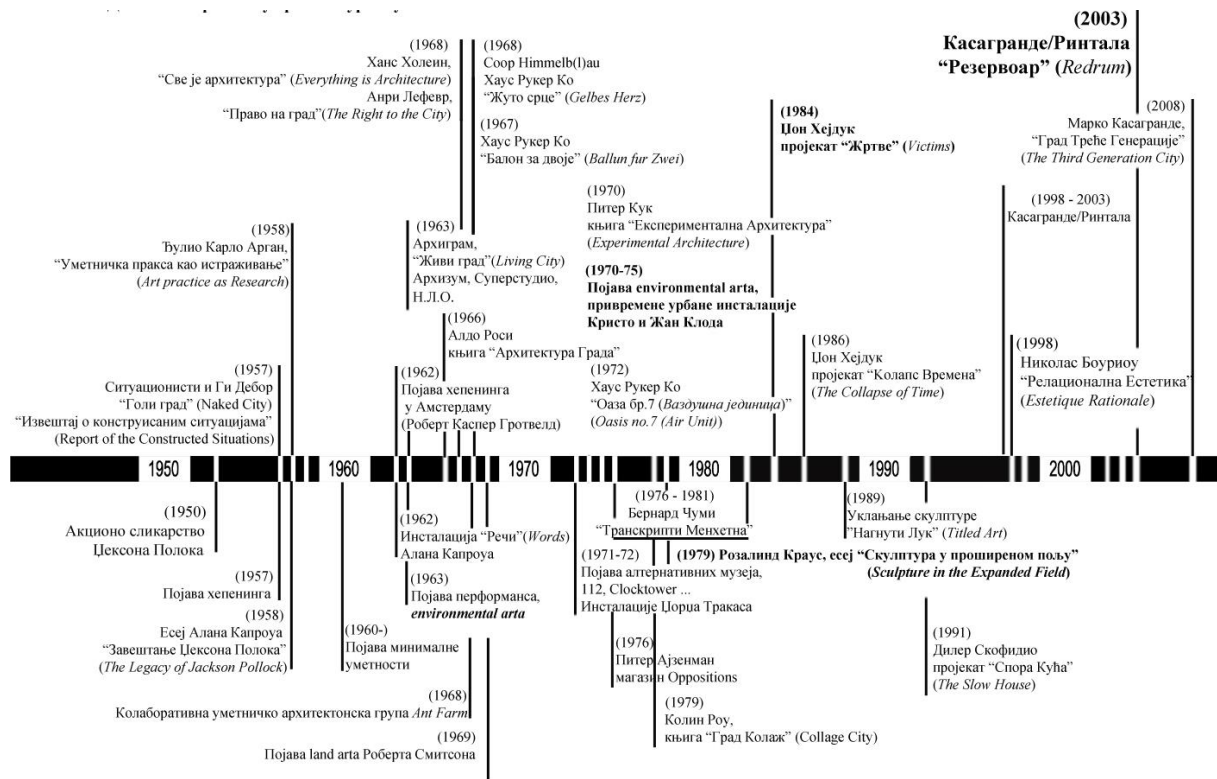 (1968)
Ханс Холеин,
“Све је архитектура” (Everything is Architecture)
Анри Лефевр,
“Право на град”(The Right to the City)
(1968)
Coop Himmelb(l)au
Хаус Рукер Ко
“Жуто срце” (Gelbes Herz)
(1967)
Хаус Рукер Ко
“Балон за двоје” (Ballun fur Zwei)
(2003)
Касагранде/Ринтала
“Резервоар” (Redrum)
(1984)
Џон Хејдук
пројекат “Жртве” (Victims)
(2008)
Марко Касагранде,
“Град Треће Генерације”
(The Third Generation City)
(1970)
Питер Кук
књига “Експериментална Архитектура”
(Experimental Architecture)
(1998 - 2003)
Касагранде/Ринтала
(1958)
Ђулио Карло Арган,
“Уметничка пракса као истраживање”
(Art practice as Research)
(1963)
Архиграм,
“Живи град”(Living City)
Архизум, Суперстудио,
Н.Л.О.
(1970-75)
Појава environmental arta,
привремене урбане инсталације
Кристо и Жан Клода
(1966)
Алдо Роси
књига “Архитектура Града”
(1986)
Џон Хејдук
пројекат “Колапс Времена”
(The Collapse of Time)
(1998)
Николас Боуриоу
“Релациона Естетика”
(Estetique Rationale)
(1957)
Ситуационисти и Ги Дебор
“Голи град” (Naked City)
“Извештај о конструисаним ситуацијама”
(Report of the Constructed Situations)
(1962)
Појава хепенинга
у Амстердаму
(Роберт Каспер Гротвелд)
(1972)
Хаус Рукер Ко
“Оаза бр.7 (Ваздушна јединица)”
(Oasis no.7 (Air Unit))
1950 1960 1970 1980 1990 2000
(1950)
Акционо сликарство
Џексона Полока
(1957)
Појава хепенинга
(1958)
Есеј Алана Капроуа
“Завештање Џексона Полока”
(The Legacy of Jackson Pollock)
(1960-)
Појава минималне
уметности
(1962)
Инсталација “Речи”(Words)
Алана Капроуа
(1963)
Појава перформанса,
environmental arta
(1968)
Колаборативна уметничко архитектонска група Ant Farm
(1969)
Појава land arta Роберта Смитсона
(1976 - 1981)
Бернард Чуми
“Транскрипти Менхетна”
(1971-72)
Појава алтернативних музеја,
112, Clocktower ...
Инсталације Џорџа Тракаса
(1979) Розалинд Краус, есеј “Скулптура у проширеном пољу”
(Sculpture in the Expanded Field)
(1976)
Питер Ајзенман
магазин Oppositions
(1979)
Колин Роу,
књига “Град Колаж” (Collage City)
(1989)
Уклањање скулптуре
”Нагнути Лук” (Titled Art)
(1991)
Дилер Скофидио
пројекат “Спора Кућа”
(The Slow House)